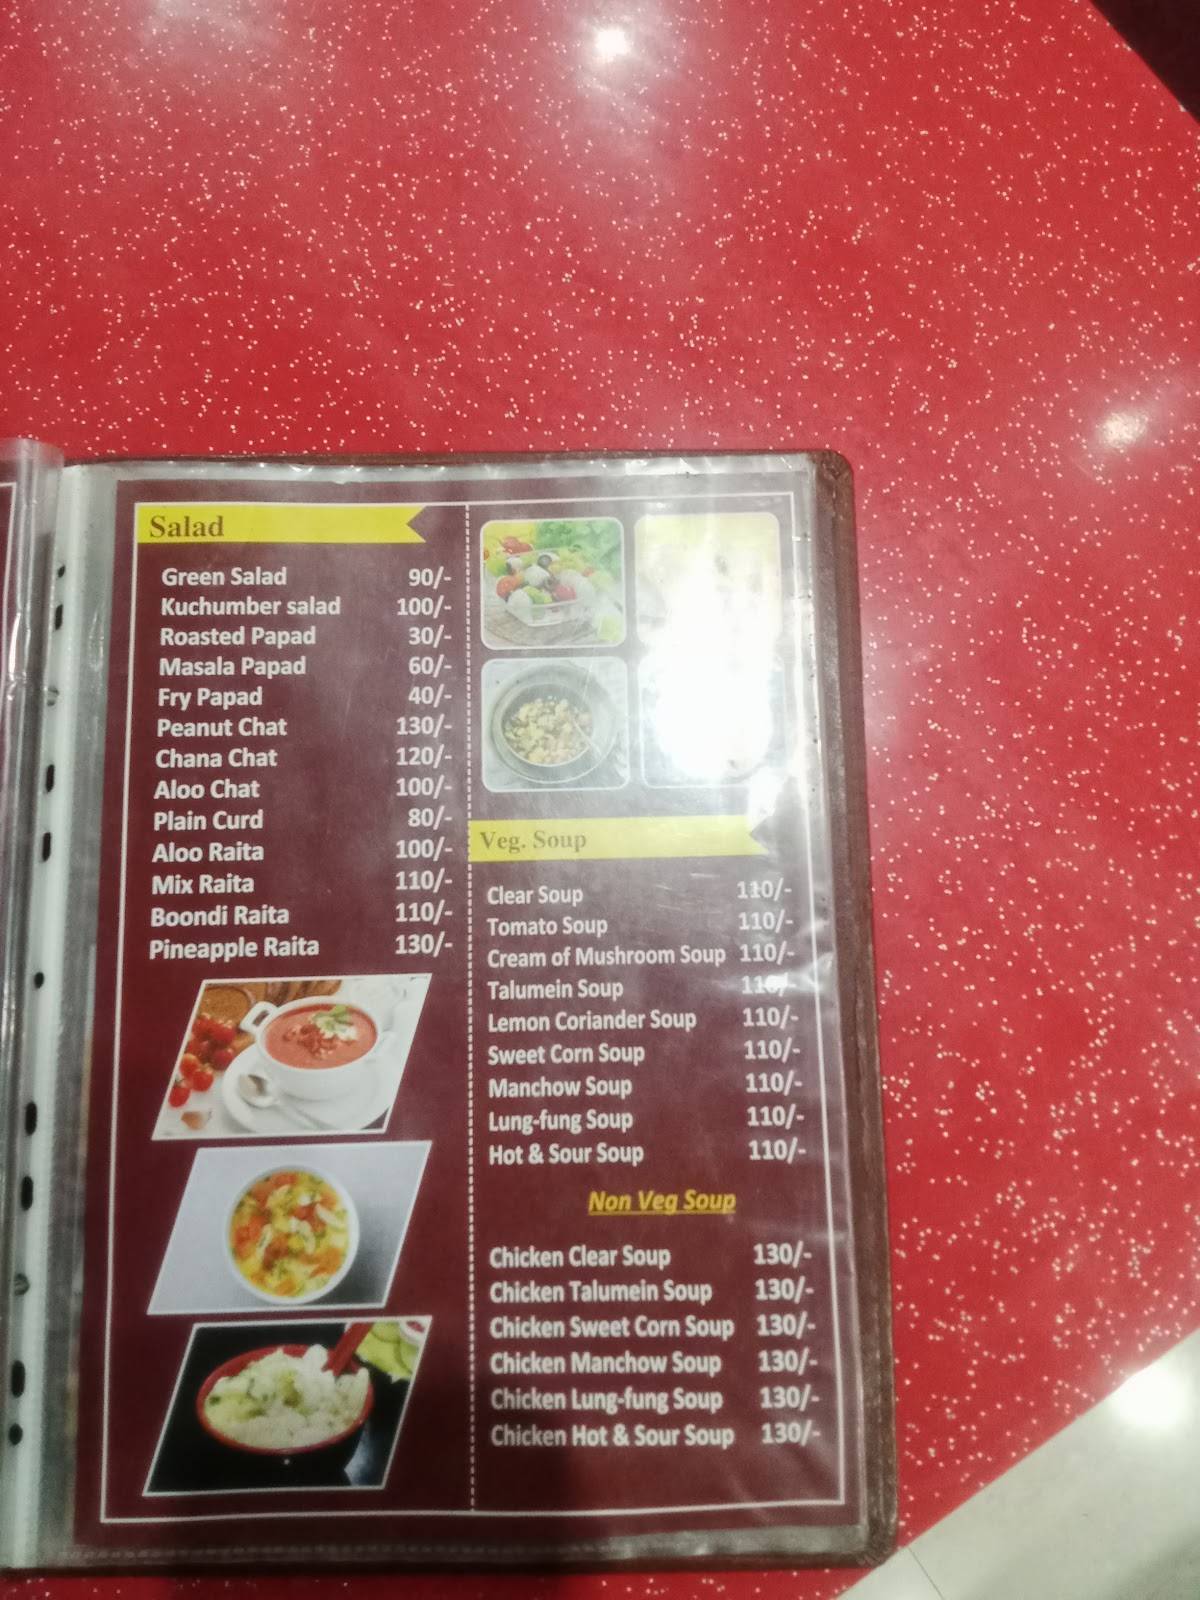 Salad
Green Salad 90/-
Kuchumber salad 100/-
Roasted Papad 30/-
Masala Papad 60/-
Fry Papad 40/-
Peanut Chat 130/-
Chana Chat 120/-
Aloo Chat 100/-
Plain Curd 80/-
Aloo Raita 100/-
Mix Raita 110/-
Boondi Raita 110/-
Pineapple Raita 130/-
Veg. Soup
Clear Soup 110/-
Tomato Soup 110/-
Cream of Mushroom Soup 110/-
Talumein Soup 110/-
Lemon Coriander Soup 110/-
Sweet Corn Soup 110/-
Manchow Soup 110/-
Lung-fung Soup 110/-
Hot & Sour Soup 110/-
Non Veg Soup
Chicken Clear Soup 130/-
Chicken Talumein Soup 130/-
Chicken Sweet Corn Soup 130/-
Chicken Manchow Soup 130/-
Chicken Lung-fung Soup 130/-
Chicken Hot & Sour Soup 130/-